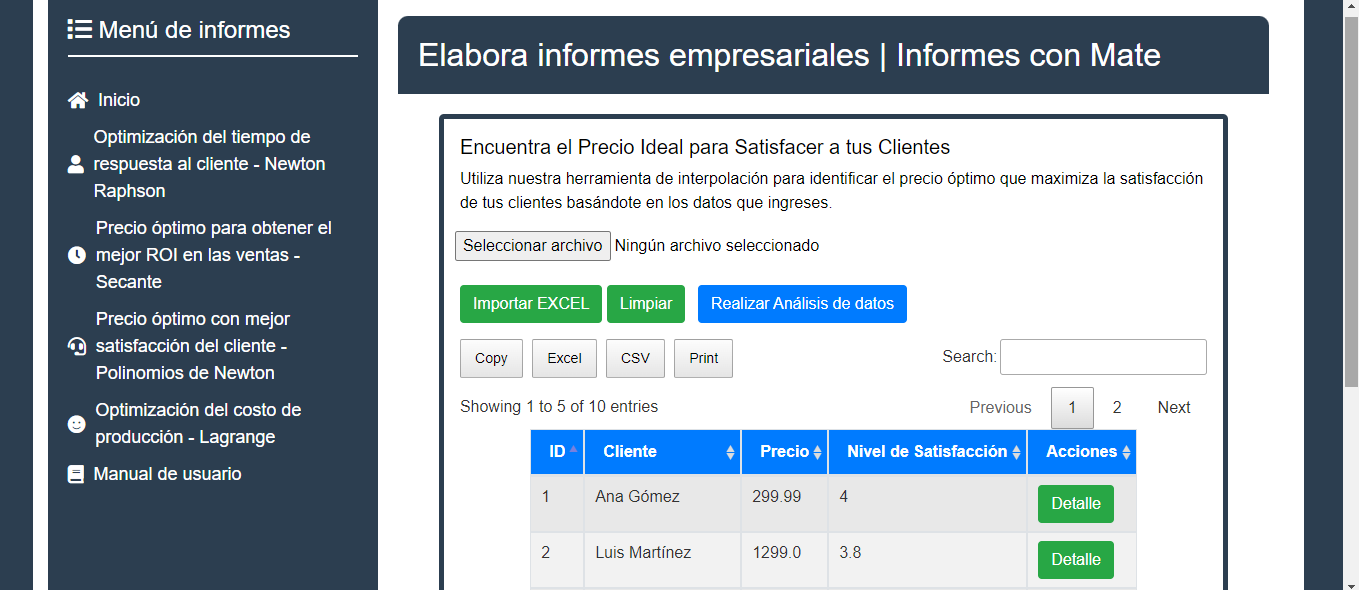 Menú de informes
Inicio
Optimización del tiempo de
respuesta al cliente - Newton
Raphson
Precio óptimo para obtener el
mejor ROI en las ventas -
Secante
Precio óptimo con mejor
satisfacción del cliente -
Polinomios de Newton
Optimización del costo de
producción - Lagrange
Manual de usuario
Elabora informes empresariales | Informes con Mate
Encuentra el Precio Ideal para Satisfacer a tus Clientes
Utiliza nuestra herramienta de interpolación para identificar el precio óptimo que maximiza la satisfacción
de tus clientes basándote en los datos que ingreses.
Seleccionar archivo Ningún archivo seleccionado
Importar EXCEL Limpiar Realizar Análisis de datos
Copy Excel CSV Print Search:
Showing 1 to 5 of 10 entries Previous 1 2 Next
ID Cliente Precio Nivel de Satisfacción Acciones
1 Ana Gómez 299.99 4 Detalle
2 Luis Martínez 1299.0 3.8 Detalle